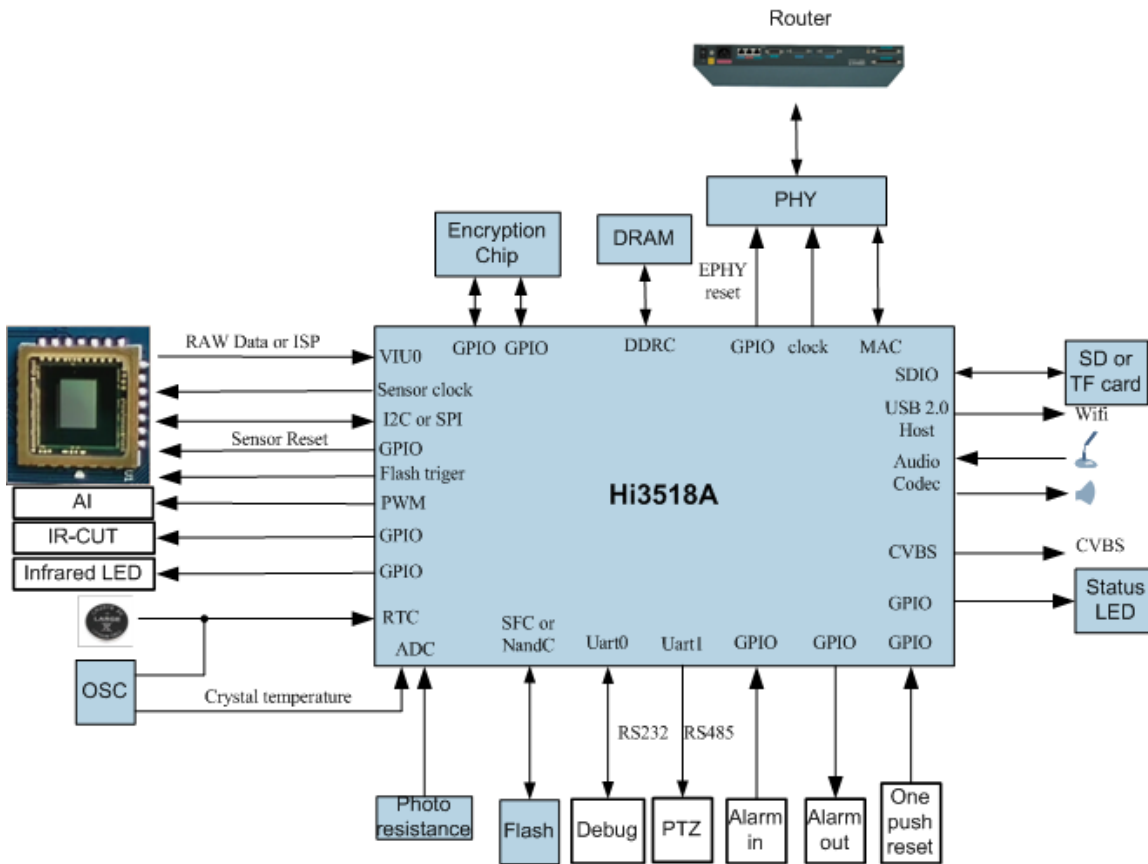 Router
PHY
Encryption
Chip
DRAM
EPHY
reset
RAW Data or ISP
VIU0
GPIO
GPIO
DDRC
GPIO
clock
MAC
SDIO
SD or
TF card
Sensor clock
USB 2.0
Host
Wifi
I2C or SPI
Sensor Reset
GPIO
Audio
Codec
Flash triger
AI
PWM
Hi3518A
IR-CUT
GPIO
CVBS
CVBS
Infrared LED
GPIO
GPIO
Status
LED
RTC
ADC
SFC or
NandC
Uart0
Uart1
GPIO
GPIO
GPIO
OSC
Crystal temperature
RS232
RS485
Photo
resistance
Flash
Debug
PTZ
Alarm
in
Alarm
out
One
push
reset